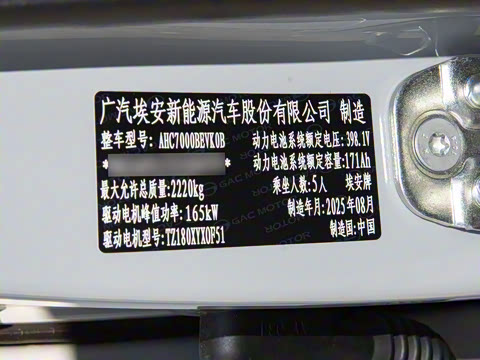 广汽埃安新能源汽车股份有限公司 制造
整车型号：AHC7000BEVK0B 动力电池系统额定电压：398.1V
* * 动力电池系统额定容量：171Ah
最大允许总质量：2220kg 乘坐人数：5人 埃安牌
驱动电机峰值功率：165kW 制造年月：2025年08月
驱动电机型号：TZ180XYX0F51 制造国：中国
GAC MOTOR